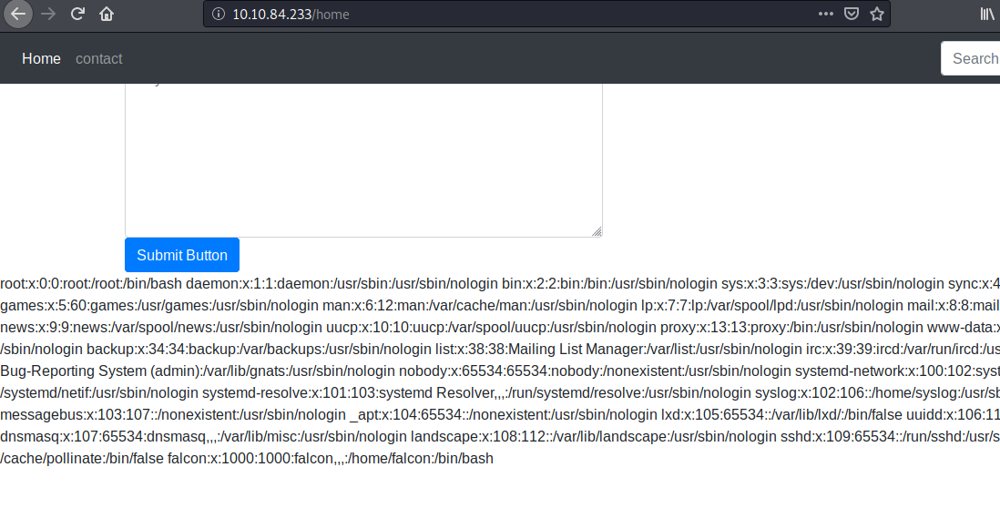 10.10.84.233/home
Home contact Search
Submit Button
root:x:0:0:root:/root:/bin/bash daemon:x:1:1:daemon:/usr/sbin:/usr/sbin/nologin bin:x:2:2:bin:/bin:/usr/sbin/nologin sys:x:3:3:sys:/dev:/usr/sbin/nologin sync:x:4
games:x:5:60:games:/usr/games:/usr/sbin/nologin man:x:6:12:man:/var/cache/man:/usr/sbin/nologin lp:x:7:7:lp:/var/spool/lpd:/usr/sbin/nologin mail:x:8:8:mail
news:x:9:9:news:/var/spool/news:/usr/sbin/nologin uucp:x:10:10:uucp:/var/spool/uucp:/usr/sbin/nologin proxy:x:13:13:proxy:/bin:/usr/sbin/nologin www-data:x
/sbin/nologin backup:x:34:34:backup:/var/backups:/usr/sbin/nologin list:x:38:38:Mailing List Manager:/var/list:/usr/sbin/nologin irc:x:39:39:ircd:/var/run/ircd:/us
Bug-Reporting System (admin):/var/lib/gnats:/usr/sbin/nologin nobody:x:65534:65534:nobody:/nonexistent:/usr/sbin/nologin systemd-network:x:100:102:syst
/systemd/netif:/usr/sbin/nologin systemd-resolve:x:101:103:systemd Resolver,,,:/run/systemd/resolve:/usr/sbin/nologin syslog:x:102:106::/home/syslog:/usr/sb
messagebus:x:103:107::/nonexistent:/usr/sbin/nologin _apt:x:104:65534::/nonexistent:/usr/sbin/nologin lxd:x:105:65534::/var/lib/lxd/:/bin/false uuidd:x:106:11
dnsmasq:x:107:65534:dnsmasq,,,:/var/lib/misc:/usr/sbin/nologin landscape:x:108:112::/var/lib/landscape:/usr/sbin/nologin sshd:x:109:65534::/run/sshd:/usr/s
/cache/pollinate:/bin/false falcon:x:1000:1000:falcon,,,:/home/falcon:/bin/bash